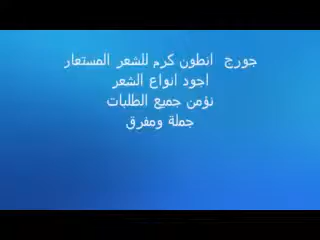 جورج انطون كرم للشعر المستعار
اجود انواع الشعر
نؤمن جميع الطلبات
جملة ومفرق